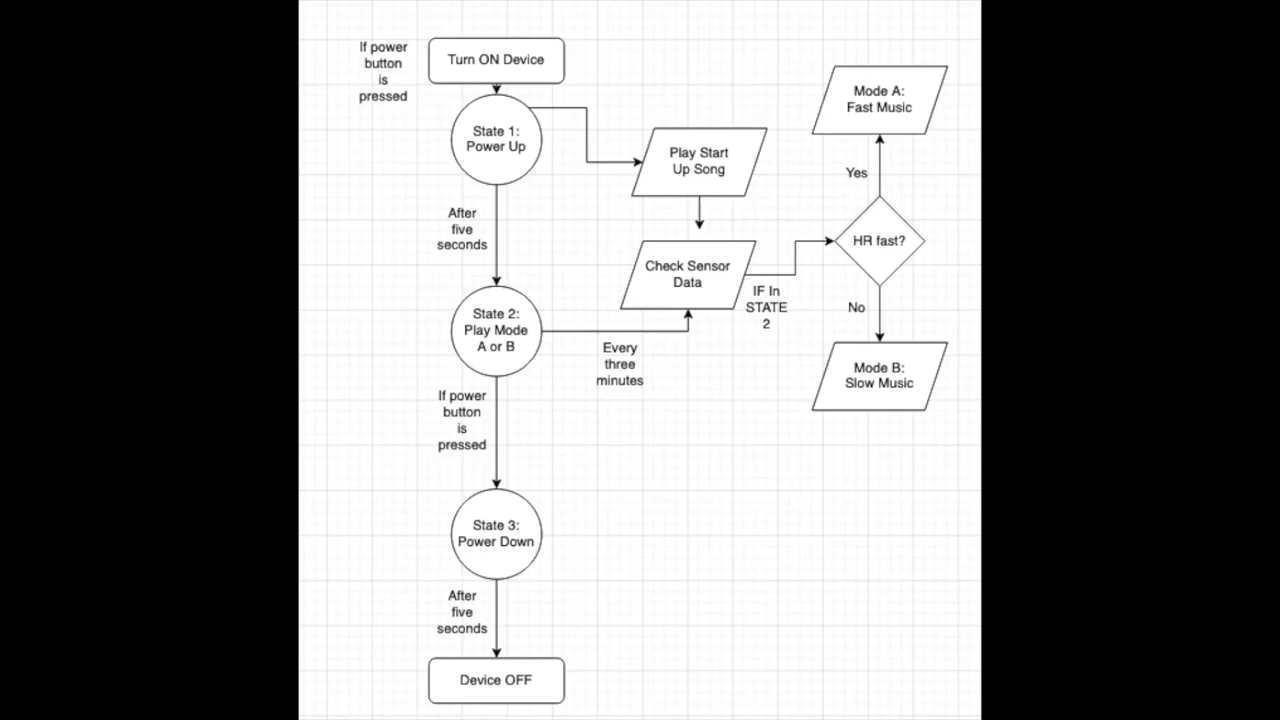 If power
button
is
pressed
Turn ON Device
State 1:
Power Up
Play Start
Up Song
Mode A:
Fast Music
Yes
After
five
seconds
HR fast?
Check Sensor
Data
IF In
STATE
2
No
State 2:
Play Mode
A or B
Every
three
minutes
Mode B:
Slow Music
If power
button
is
pressed
State 3:
Power Down
After
five
seconds
Device OFF